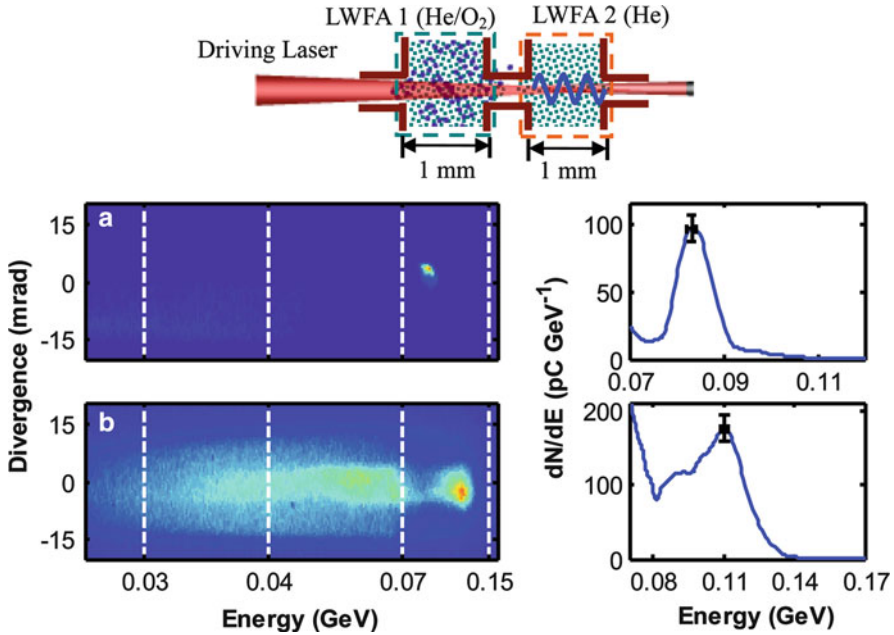 LWFA 1 (He/O₂) LWFA 2 (He)
Driving Laser
1 mm 1 mm
a
15
0
-15
b
15
0
-15
Divergence (mrad)
0.03 0.04 0.07 0.15
Energy (GeV)
100
50
0
0.07 0.09 0.11
200
100
0
dN/dE (pC GeV⁻¹)
0.08 0.11 0.14 0.17
Energy (GeV)